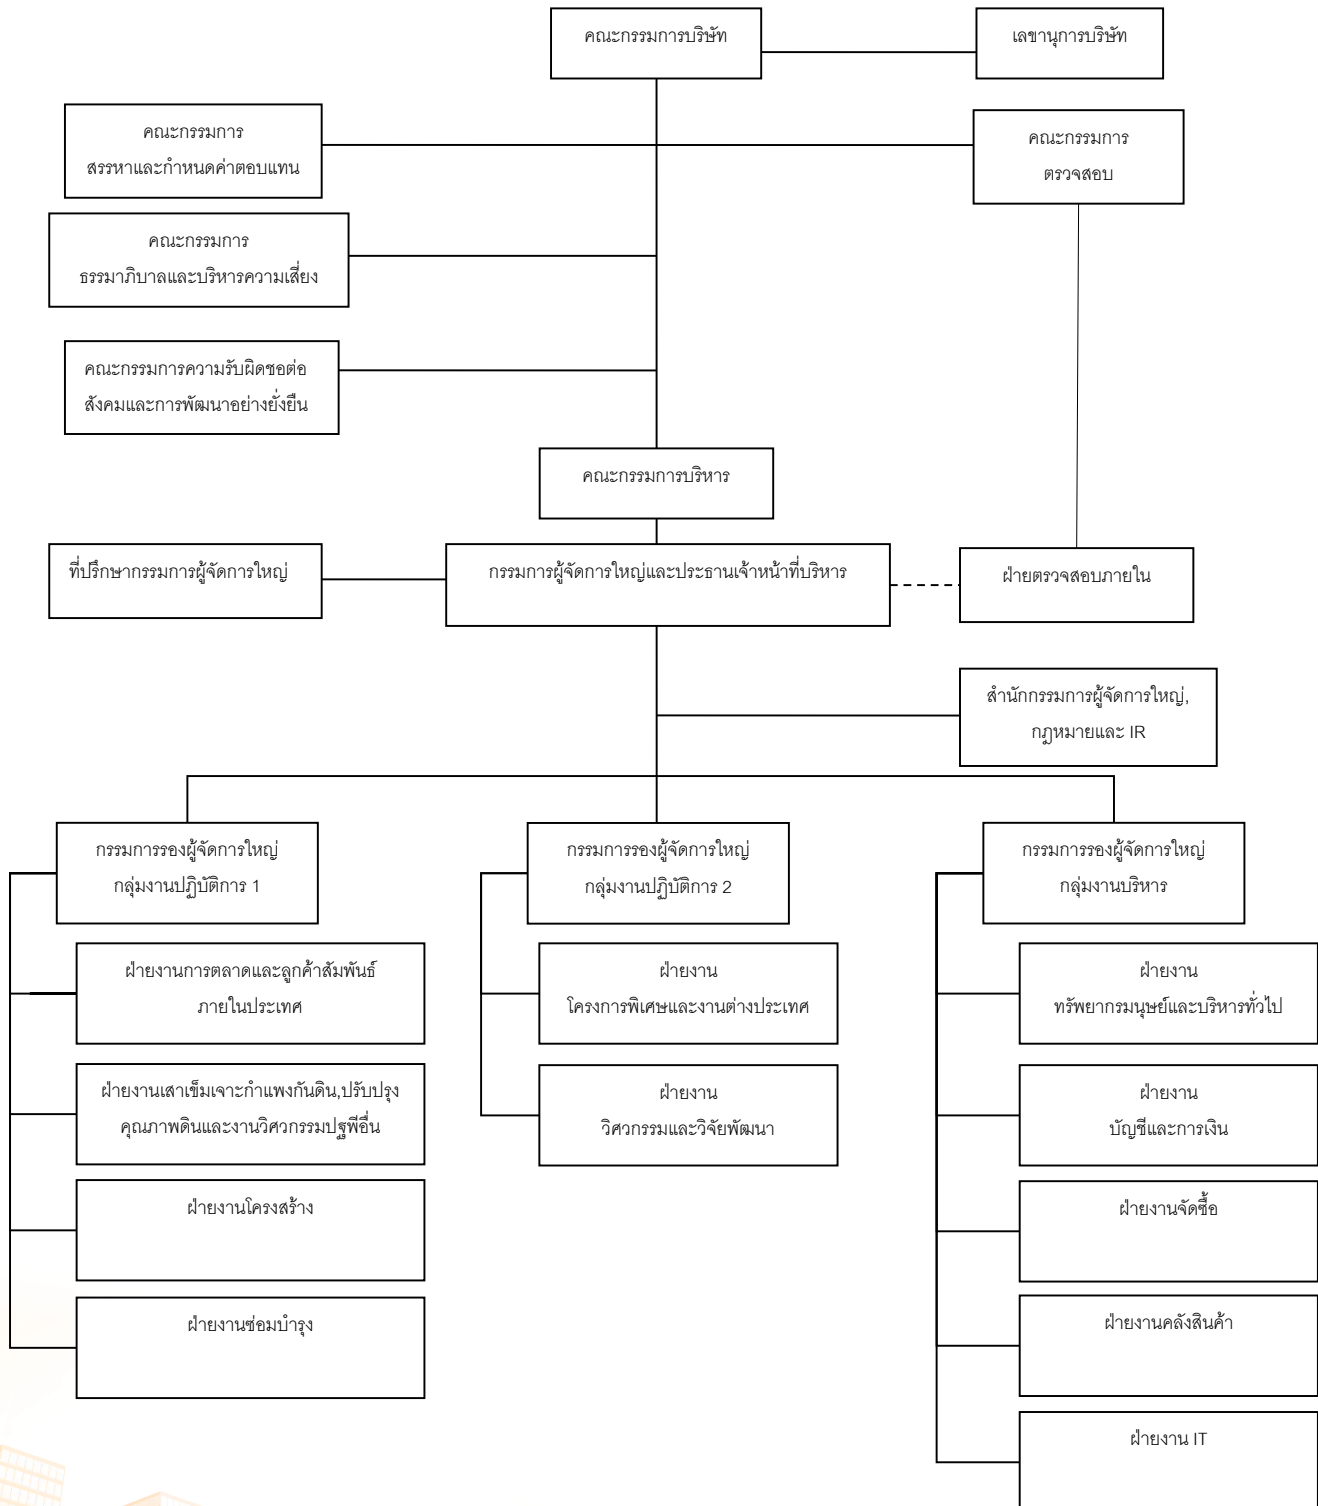 คณะกรรมการบริษัท
เลขานุการบริษัท
คณะกรรมการ
สรรหาและกำหนดค่าตอบแทน
คณะกรรมการ
ตรวจสอบ
คณะกรรมการ
ธรรมาภิบาลและบริหารความเสี่ยง
คณะกรรมการความรับผิดชอต่อ
สังคมและการพัฒนาอย่างยั่งยืน
คณะกรรมการบริหาร
ที่ปรึกษากรรมการผู้จัดการใหญ่
กรรมการผู้จัดการใหญ่และประธานเจ้าหน้าที่บริหาร
ฝ่ายตรวจสอบภายใน
สำนักกรรมการผู้จัดการใหญ่,
กฎหมายและ IR
กรรมการรองผู้จัดการใหญ่
กลุ่มงานปฏิบัติการ 1
กรรมการรองผู้จัดการใหญ่
กลุ่มงานปฏิบัติการ 2
กรรมการรองผู้จัดการใหญ่
กลุ่มงานบริหาร
ฝ่ายงานการตลาดและลูกค้าสัมพันธ์
ภายในประเทศ
ฝ่ายงาน
โครงการพิเศษและงานต่างประเทศ
ฝ่ายงาน
ทรัพยากรมนุษย์และบริหารทั่วไป
ฝ่ายงานเสาเข็มเจาะกำแพงกันดิน,ปรับปรุง
คุณภาพดินและงานวิศวกรรมปฐพีอื่น
ฝ่ายงาน
วิศวกรรมและวิจัยพัฒนา
ฝ่ายงาน
บัญชีและการเงิน
ฝ่ายงานโครงสร้าง
ฝ่ายงานจัดซื้อ
ฝ่ายงานซ่อมบำรุง
ฝ่ายงานคลังสินค้า
ฝ่ายงาน IT